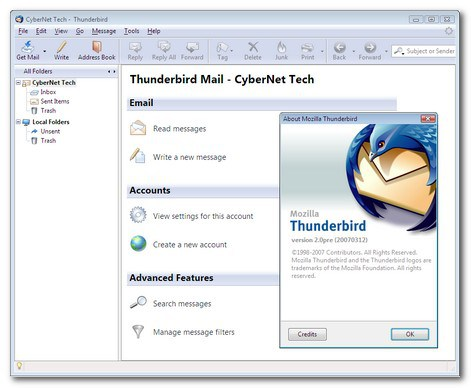 CyberNet Tech - Thunderbird
File Edit View Go Message Tools Help
Get Mail Write Address Book Reply Reply All Forward Tag Delete Junk Print Back Forward Subject or Sender
All Folders
CyberNet Tech
Inbox
Sent Items
Trash
Local Folders
Unsent
Trash
Thunderbird Mail - CyberNet Tech
Email
Read messages
Write a new message
Accounts
View settings for this account
Create a new account
Advanced Features
Search messages
Manage message filters
About Mozilla Thunderbird
Mozilla
Thunderbird
version 2.0pre (20070312)
©1998-2007 Contributors. All Rights Reserved.
Mozilla Thunderbird and the Thunderbird logos are
trademarks of the Mozilla Foundation. All rights
reserved.
Credits OK